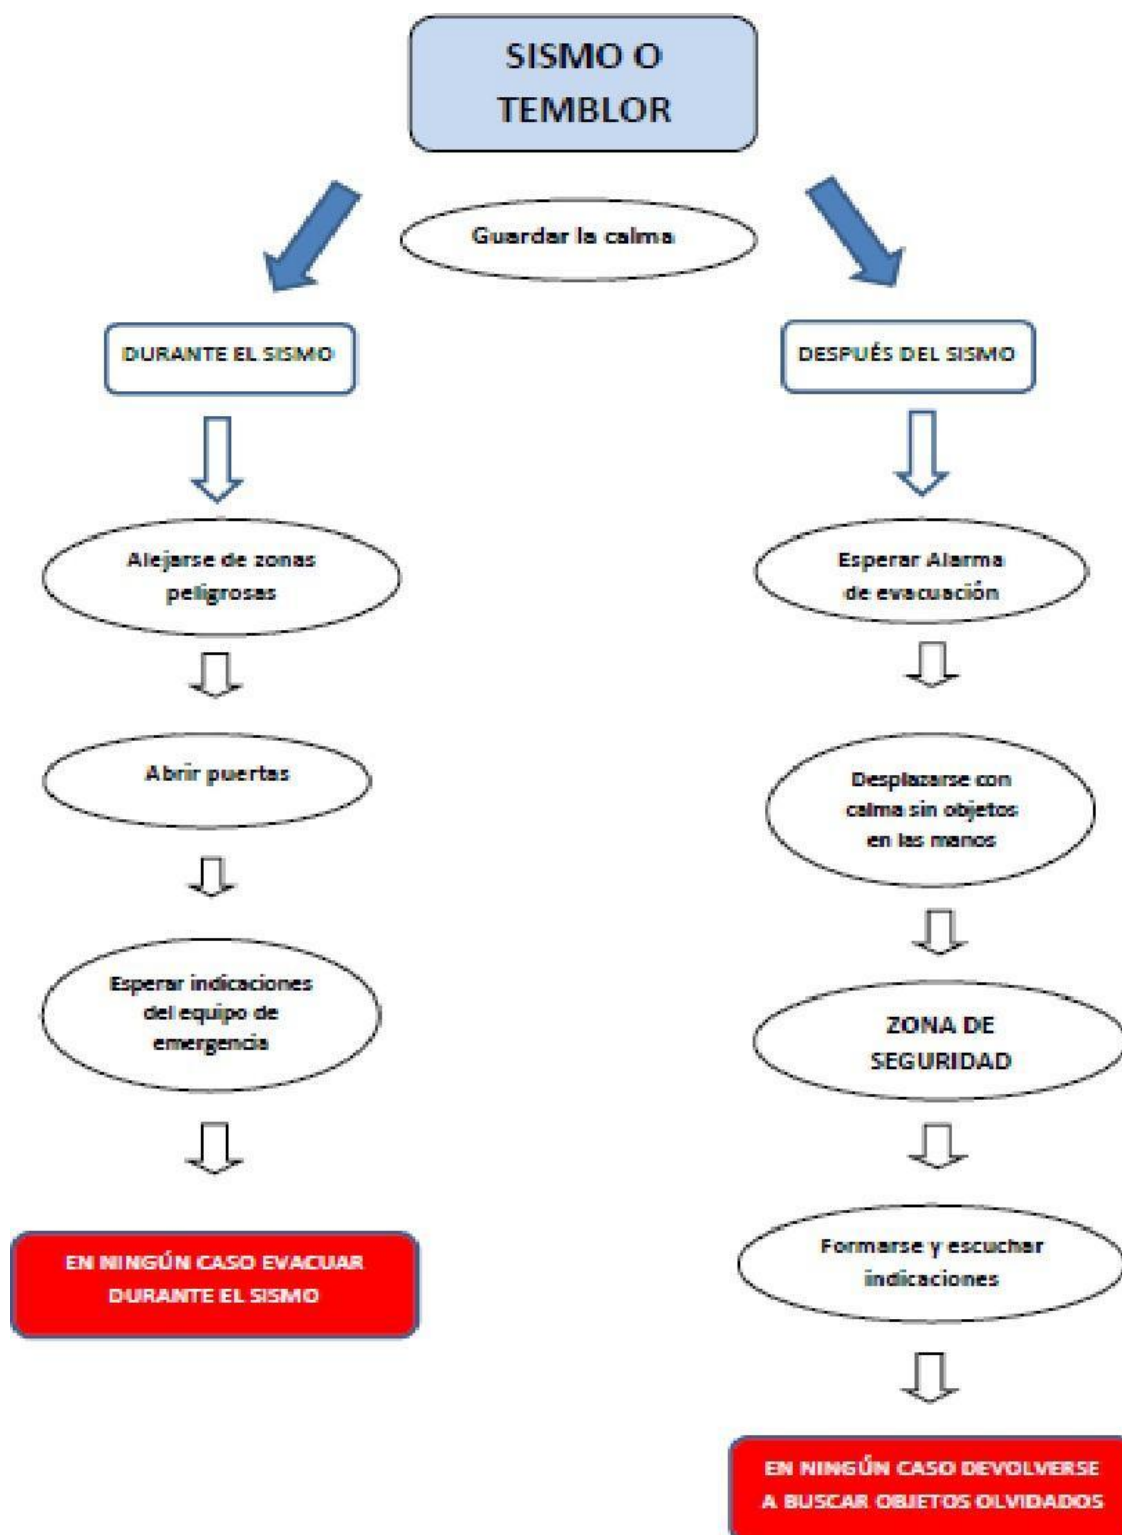 SISMO O
TEMBLOR
Guardar la calma
DURANTE EL SISMO
Alejarse de zonas
peligrosas
Abrir puertas
Esperar indicaciones
del equipo de
emergencia
EN NINGÚN CASO EVACUAR
DURANTE EL SISMO
DESPUÉS DEL SISMO
Esperar Alarma
de evacuación
Desplazarse con
calma sin objetos
en las manos
ZONA DE
SEGURIDAD
Formarse y escuchar
indicaciones
EN NINGÚN CASO DEVOLVERSE
A BUSCAR OBJETOS OLVIDADOS